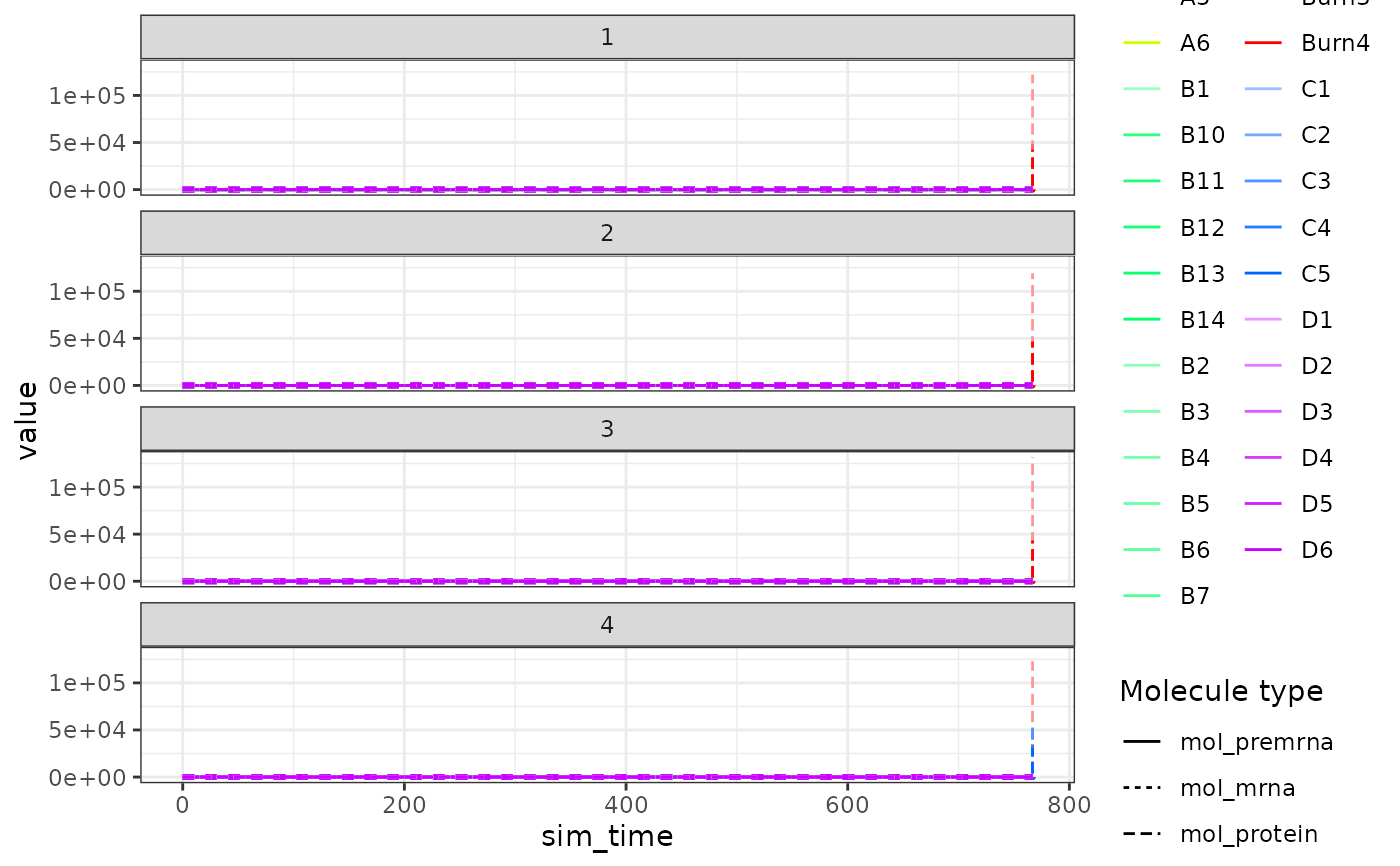 1
1e+05
5e+04
0e+00
2
1e+05
5e+04
0e+00
3
1e+05
5e+04
0e+00
4
1e+05
5e+04
0e+00
0 200 400 600 800
sim_time
value
A6 Burn4
B1 C1
B10 C2
B11 C3
B12 C4
B13 C5
B14 D1
B2 D2
B3 D3
B4 D4
B5 D5
B6 D6
B7
Molecule type
mol_premrna
mol_mrna
mol_protein